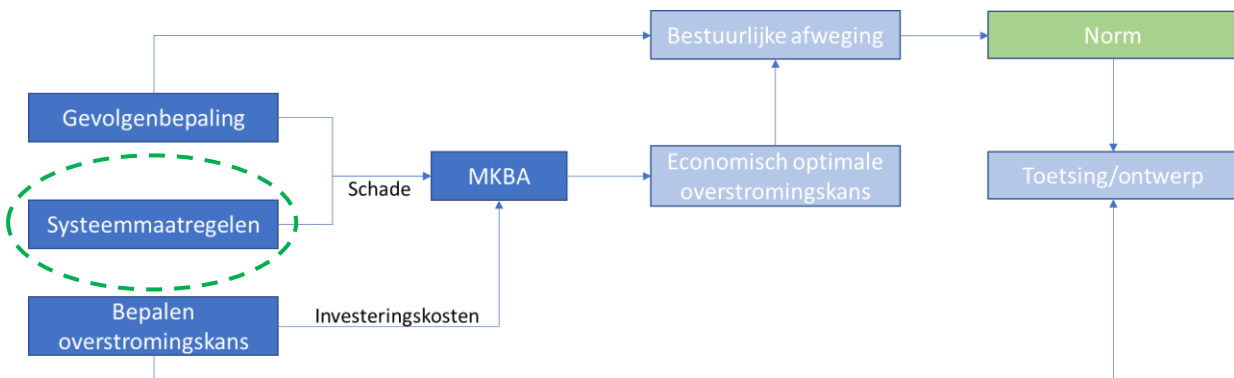 Bestuurlijke afweging
Norm
Gevolgenbepaling
Schade
MKBA
Economisch optimale
overstromingskans
Toetsing/ontwerp
Systeemmaatregelen
Bepalen
overstromingskans
Investeringskosten